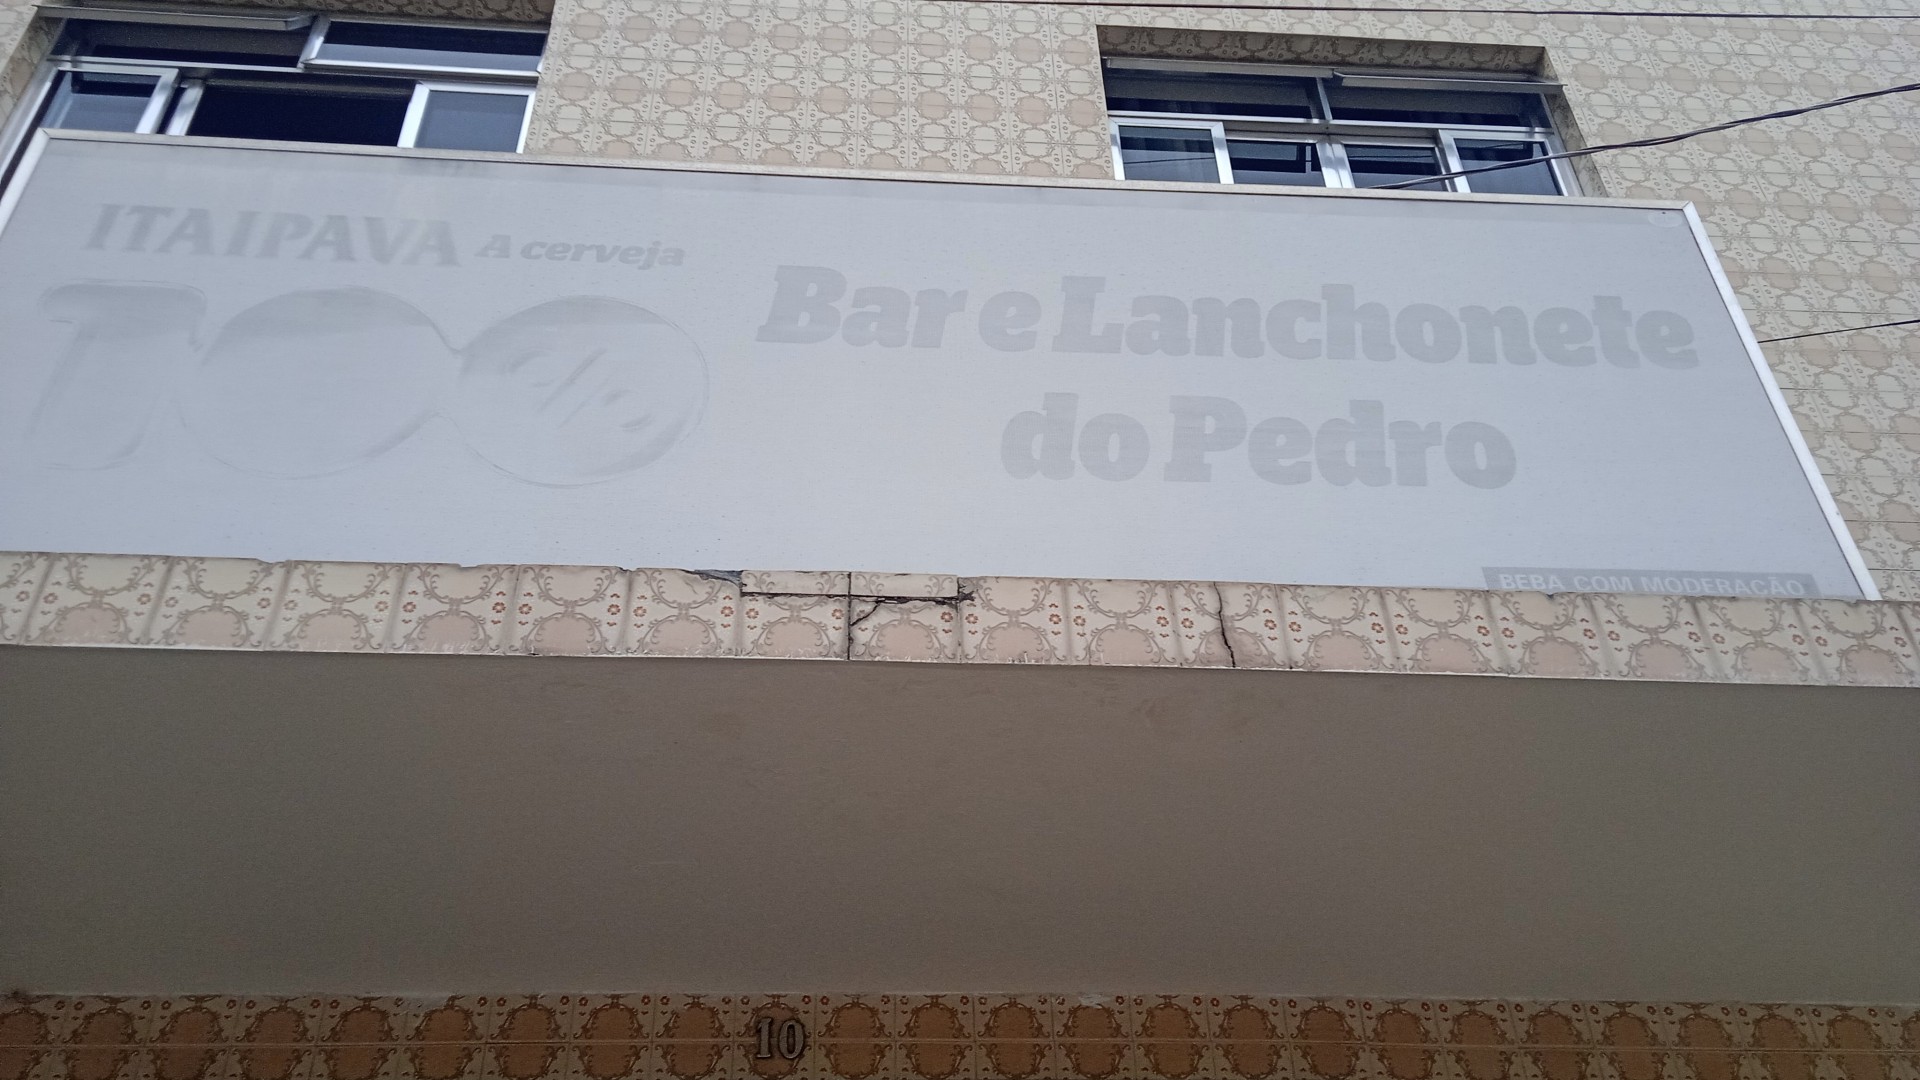 ITAIPAVA A cerveja
100%
Bar e Lanchonete
do Pedro
BEBA COM MODERAÇÃO
10